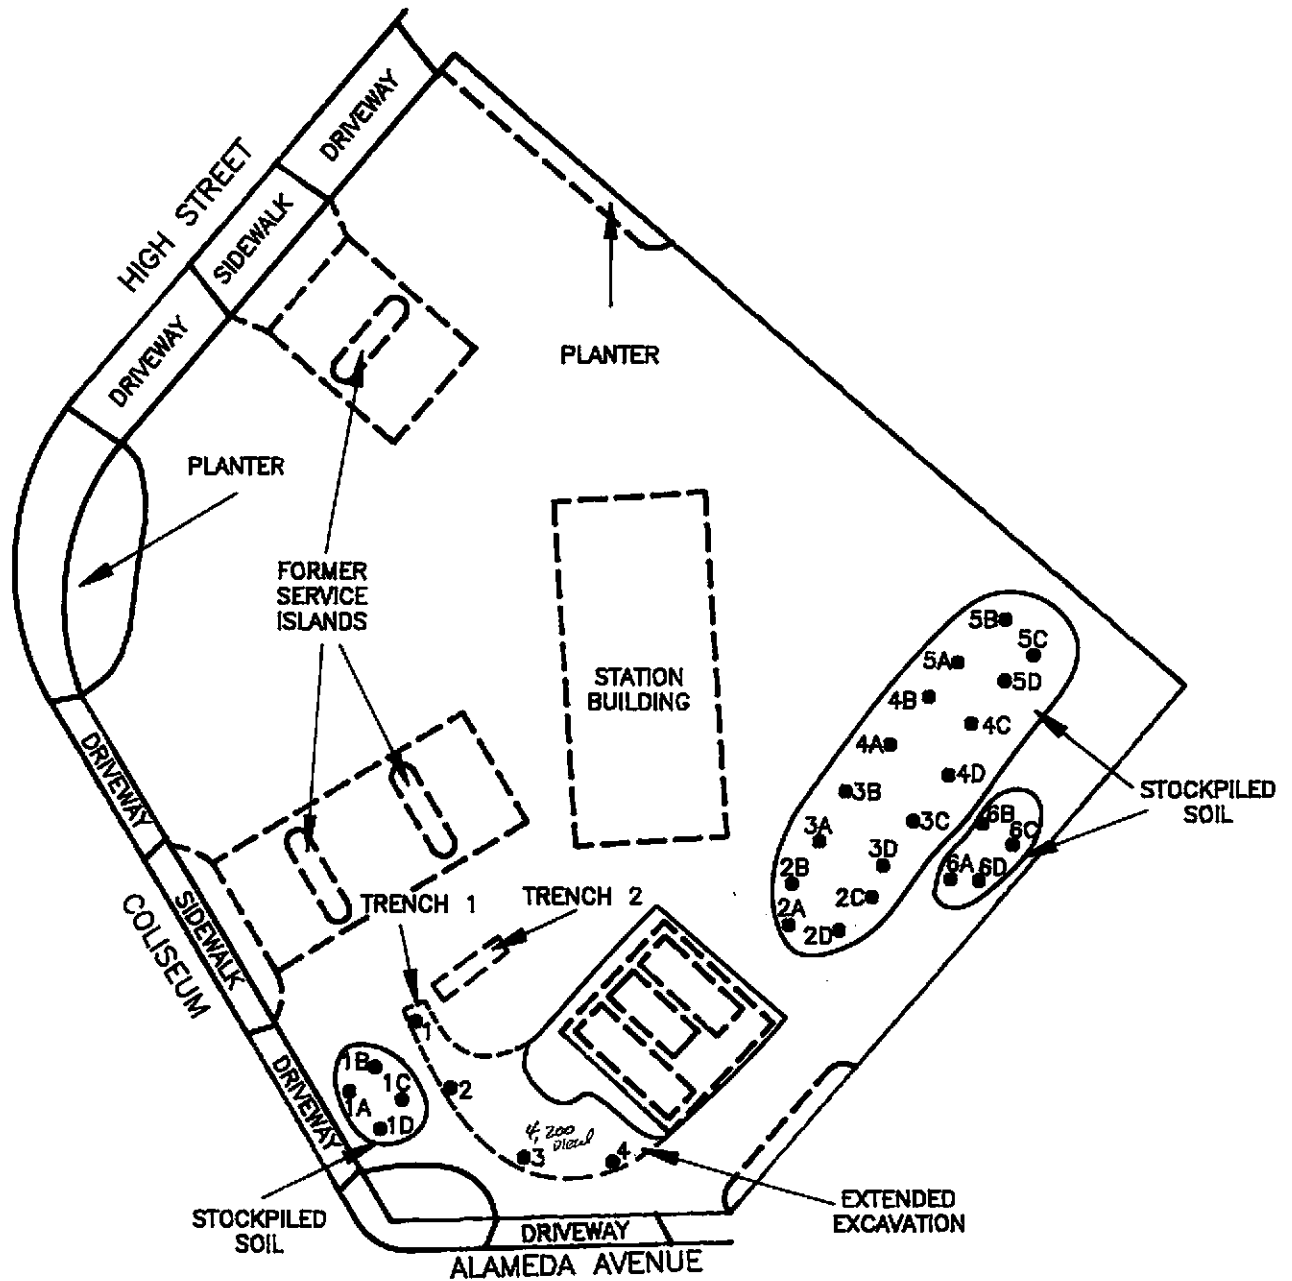 DRIVEWAY
HIGH STREET
SIDEWALK
DRIVEWAY
PLANTER
PLANTER
FORMER
SERVICE
ISLANDS
STATION
BUILDING
5B
5C
5A
5D
4B
4C
4A
4D
3B
3C
3A
3D
2B
2C
2A
2D
6B
6C
6A
6D
STOCKPILED
SOIL
DRIVEWAY
SIDEWALK
COLISEUM
TRENCH 1
TRENCH 2
1
2
3
4
4,200
Diesel
1B
1C
1A
1D
DRIVEWAY
STOCKPILED
SOIL
EXTENDED
EXCAVATION
DRIVEWAY
ALAMEDA AVENUE